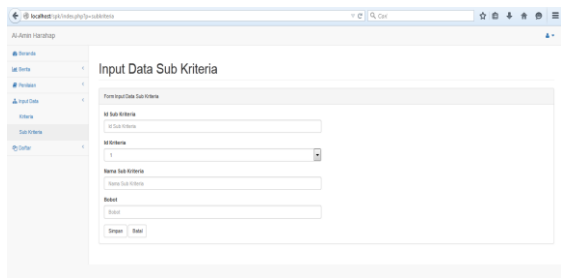 localhost/spk/index.php?p=subkriteria
Cari
Al-Amin Harahap
Beranda
Berita
Penilaian
Input Data
Kriteria
Sub Kriteria
Daftar
Input Data Sub Kriteria
Form Input Data Sub Kriteria
Id Sub Kriteria
Id Sub Kriteria
Id Kriteria
1
Nama Sub Kriteria
Nama Sub Kriteria
Bobot
Bobot
Simpan Batal